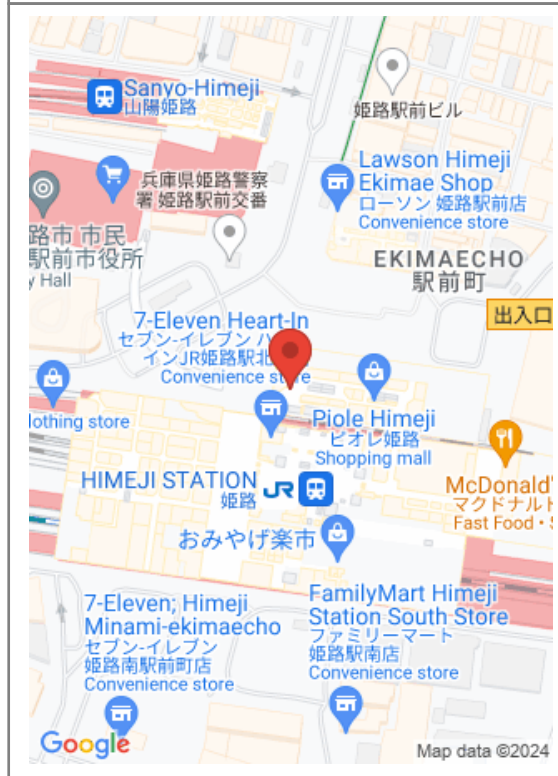 Sanyo-Himeji
山陽姫路
姫路駅前ビル
兵庫県姫路警察
署 姫路駅前交番
Lawson Himeji
Ekimae Shop
ローソン 姫路駅前店
Convenience store
路市 市民
駅前市役所
y Hall
EKIMAECHO
駅前町
出入口
7-Eleven Heart-In
セブン-イレブン ハ
インJR姫路駅北
Convenience store
lothing store
Piole Himeji
ピオレ姫路
Shopping mall
McDonald'
マクドナルド
Fast Food • S
HIMEJI STATION
姫路
JR
おみやげ楽市
7-Eleven; Himeji
Minami-ekimaecho
セブン-イレブン
姫路南駅前町店
Convenience store
FamilyMart Himeji
Station South Store
ファミリーマート
姫路駅南店
Convenience store
Google
Map data ©2024